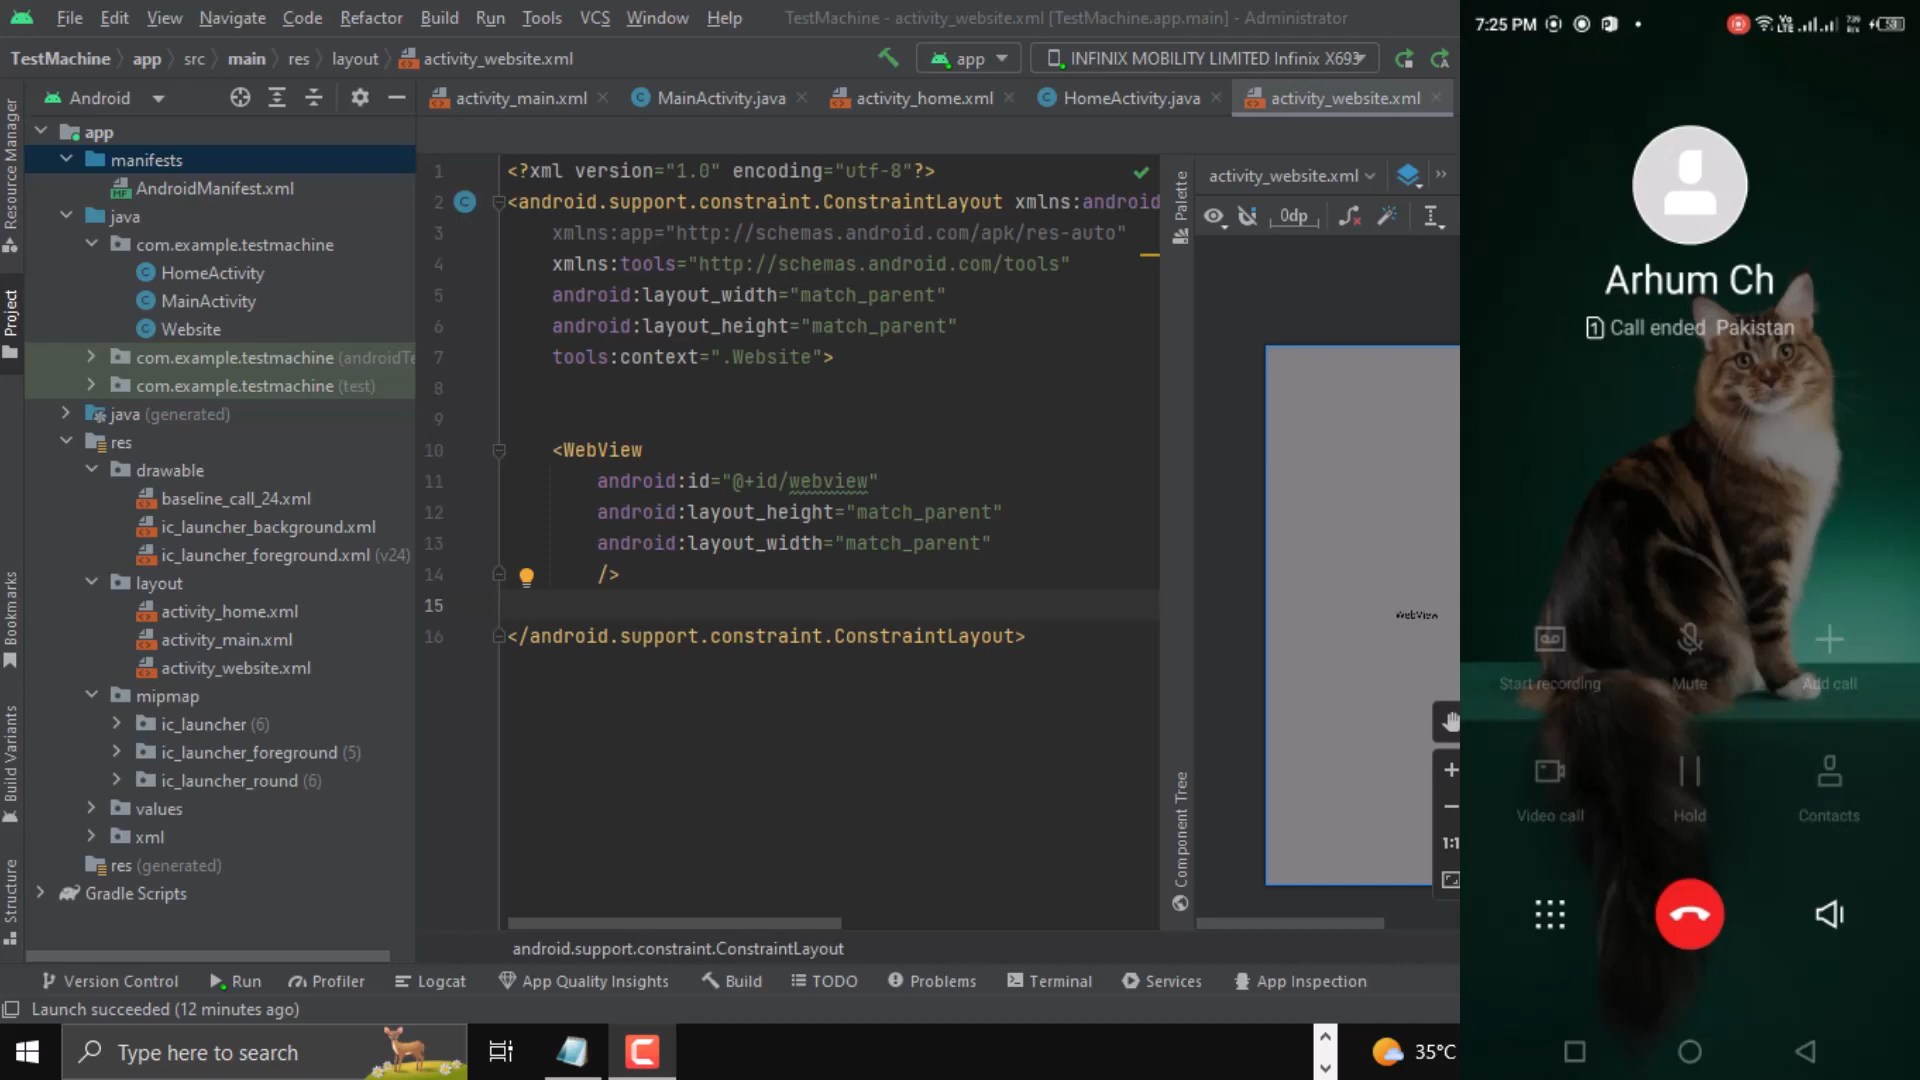 File Edit View Navigate Code Refactor Build Run Tools VCS Window Help TestMachine - activity_website.xml [TestMachine.app.main] - Administrator
TestMachine app src main res layout activity_website.xml app INFINIX MOBILITY LIMITED Infinix X693
Android activity_main.xml MainActivity.java activity_home.xml HomeActivity.java activity_website.xml
Resource Manager
Project
Bookmarks
Build Variants
Structure
app
manifests
AndroidManifest.xml
java
com.example.testmachine
HomeActivity
MainActivity
Website
com.example.testmachine (androidTe
com.example.testmachine (test)
java (generated)
res
drawable
baseline_call_24.xml
ic_launcher_background.xml
ic_launcher_foreground.xml (v24)
layout
activity_home.xml
activity_main.xml
activity_website.xml
mipmap
ic_launcher (6)
ic_launcher_foreground (5)
ic_launcher_round (6)
values
xml
res (generated)
Gradle Scripts
1 <?xml version="1.0" encoding="utf-8"?>
2 <android.support.constraint.ConstraintLayout xmlns:android
3 xmlns:app="http://schemas.android.com/apk/res-auto"
4 xmlns:tools="http://schemas.android.com/tools"
5 android:layout_width="match_parent"
6 android:layout_height="match_parent"
7 tools:context=".Website">
8
9
10 <WebView
11 android:id="@+id/webview"
12 android:layout_height="match_parent"
13 android:layout_width="match_parent"
14 />
15
16 </android.support.constraint.ConstraintLayout>
android.support.constraint.ConstraintLayout
Palette
Component Tree
activity_website.xml
0dp
WebView
1:1
Version Control Run Profiler Logcat App Quality Insights Build TODO Problems Terminal Services App Inspection
Launch succeeded (12 minutes ago)
Type here to search
35°C
7:25 PM
Arhum Ch
1 Call ended Pakistan
Start recording Mute Add call
Video call Hold Contacts